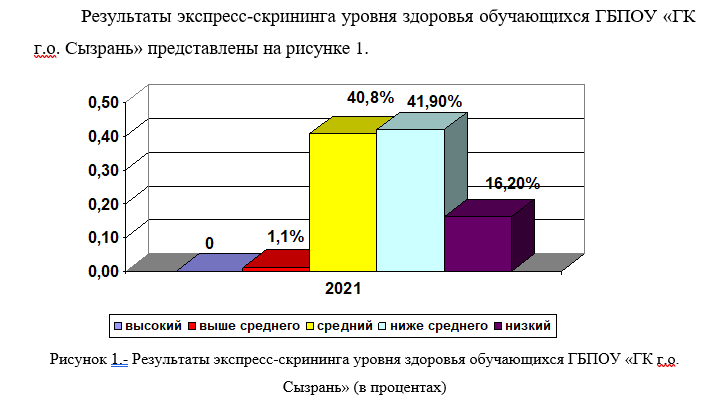 Результаты экспресс-скрининга уровня здоровья обучающихся ГБПОУ «ГК
г.о. Сызрань» представлены на рисунке 1.
40,8% 41,90%
0,50
0,40
0,30
16,20%
0,20
0 1,1%
0,10
0,00
2021
высокий выше среднего средний ниже среднего низкий
Рисунок 1.- Результаты экспресс-скрининга уровня здоровья обучающихся ГБПОУ «ГК г.о.
Сызрань» (в процентах)